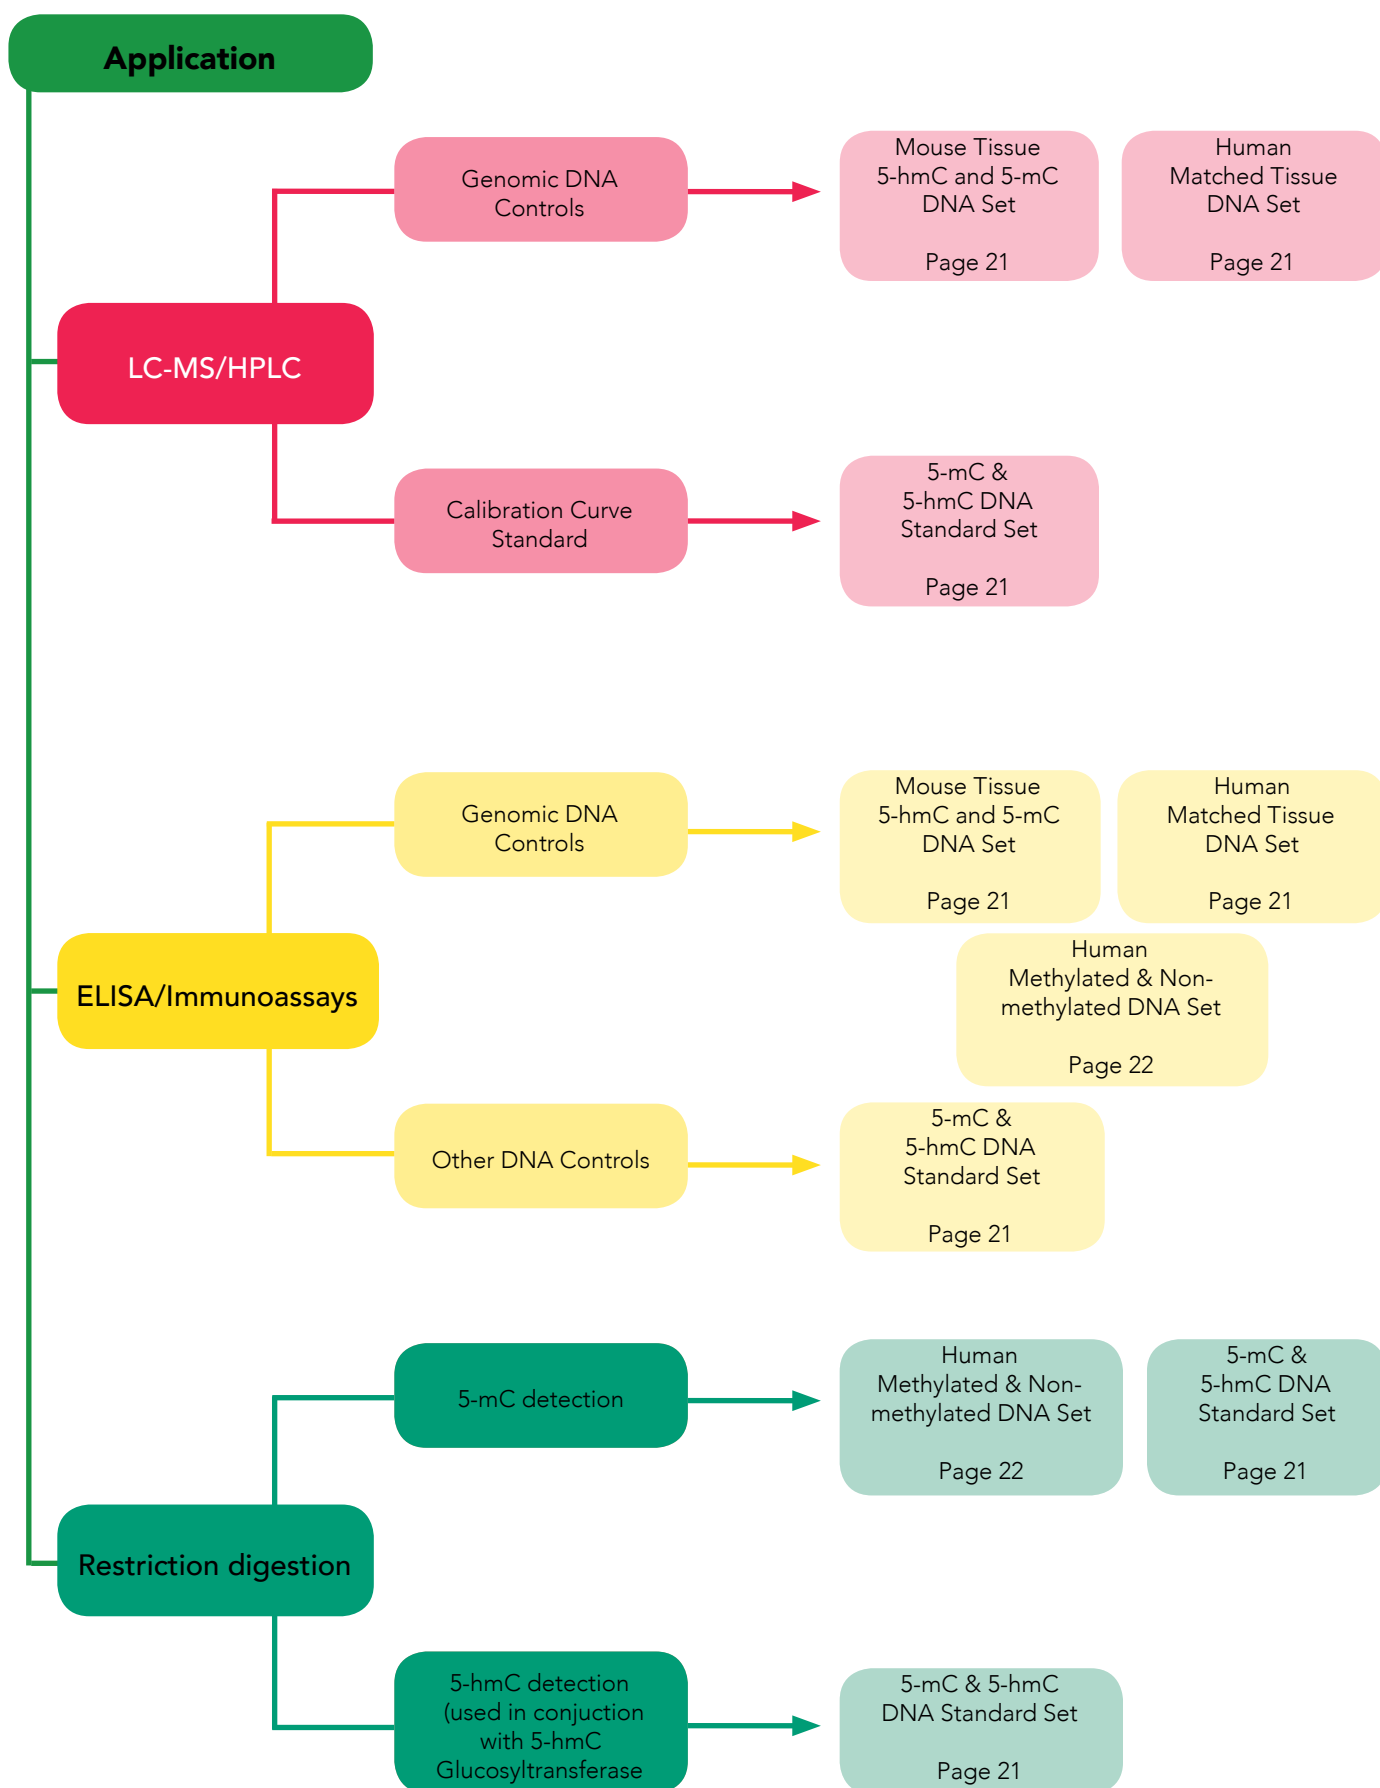 Application
Genomic DNA
Controls
Mouse Tissue
5-hmC and 5-mC
DNA Set
Page 21
Human
Matched Tissue
DNA Set
Page 21
LC-MS/HPLC
Calibration Curve
Standard
5-mC &
5-hmC DNA
Standard Set
Page 21
Genomic DNA
Controls
Mouse Tissue
5-hmC and 5-mC
DNA Set
Page 21
Human
Matched Tissue
DNA Set
Page 21
Human
Methylated & Non-
methylated DNA Set
Page 22
ELISA/Immunoassays
Other DNA Controls
5-mC &
5-hmC DNA
Standard Set
Page 21
5-mC detection
Human
Methylated & Non-
methylated DNA Set
Page 22
5-mC &
5-hmC DNA
Standard Set
Page 21
Restriction digestion
5-hmC detection
(used in conjuction
with 5-hmC
Glucosyltransferase
5-mC & 5-hmC
DNA Standard Set
Page 21